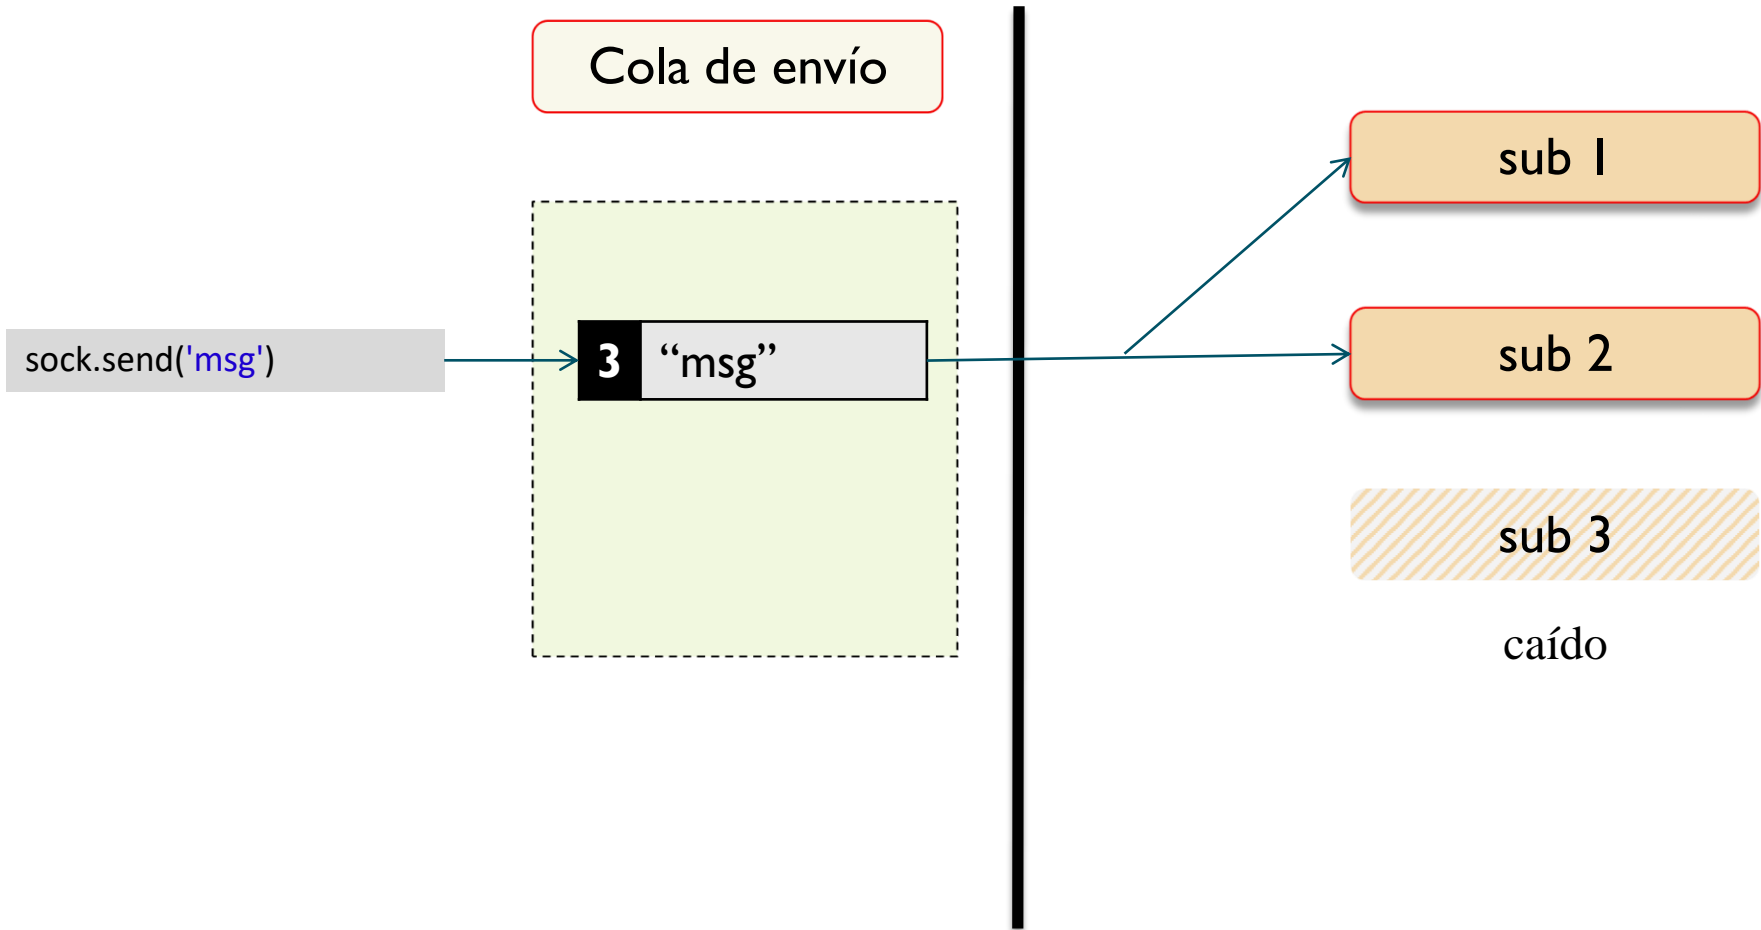 Cola de envío
sub 1
sock.send('msg')
3 “msg”
sub 2
sub 3
caído